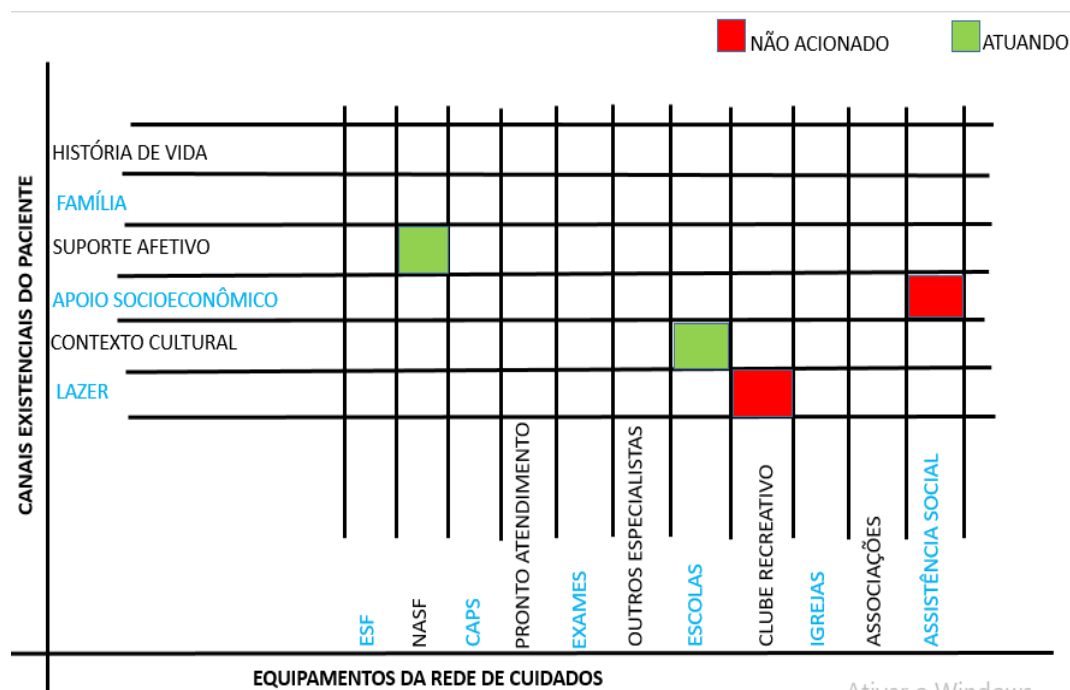 NÃO ACIONADO
ATUANDO
CANAIS EXISTENCIAIS DO PACIENTE
HISTÓRIA DE VIDA
FAMÍLIA
SUPORTE AFETIVO
APOIO SOCIOECONÔMICO
CONTEXTO CULTURAL
LAZER
ESF
NASF
CAPS
PRONTO ATENDIMENTO
EXAMES
OUTROS ESPECIALISTAS
ESCOLAS
CLUBE RECREATIVO
IGREJAS
ASSOCIAÇÕES
ASSISTÊNCIA SOCIAL
EQUIPAMENTOS DA REDE DE CUIDADOS
Ativar o Windows